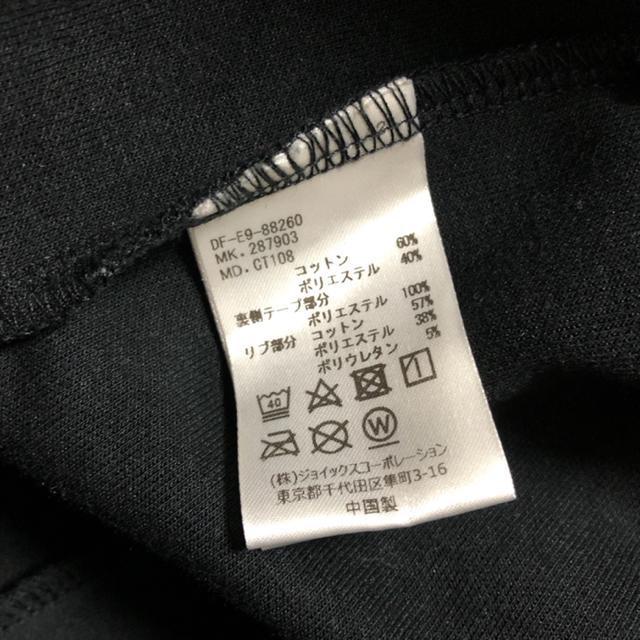 DF-E9-88260
MK.287903
MD.CT108
コットン 60%
ポリエステル 40%
裏側テープ部分
ポリエステル 100%
リブ部分 コットン 57%
ポリエステル 38%
ポリウレタン 5%
40
W
(株)ジョイックスコーポレーション
東京都千代田区隼町3-16
中国製